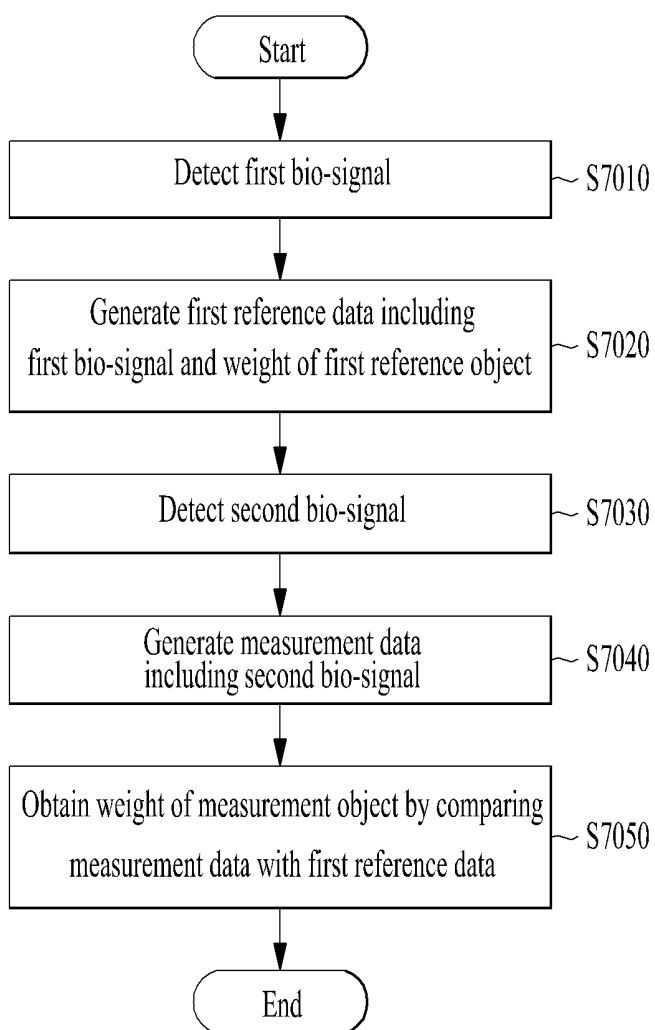 Start
Detect first bio-signal
S7010
Generate first reference data including
first bio-signal and weight of first reference object
S7020
Detect second bio-signal
S7030
Generate measurement data
including second bio-signal
S7040
Obtain weight of measurement object by comparing
measurement data with first reference data
S7050
End